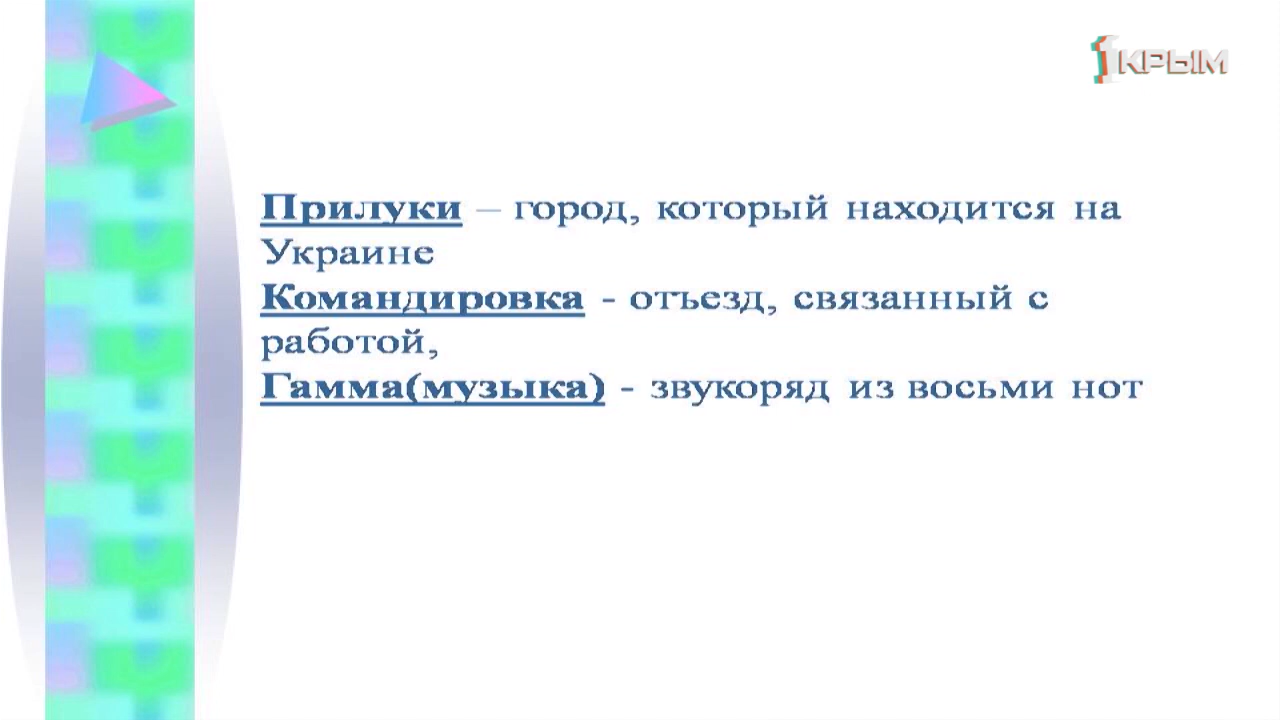 1КРЫМ
Прилуки – город, который находится на
Украине
Командировка - отъезд, связанный с
работой,
Гамма(музыка) - звукоряд из восьми нот